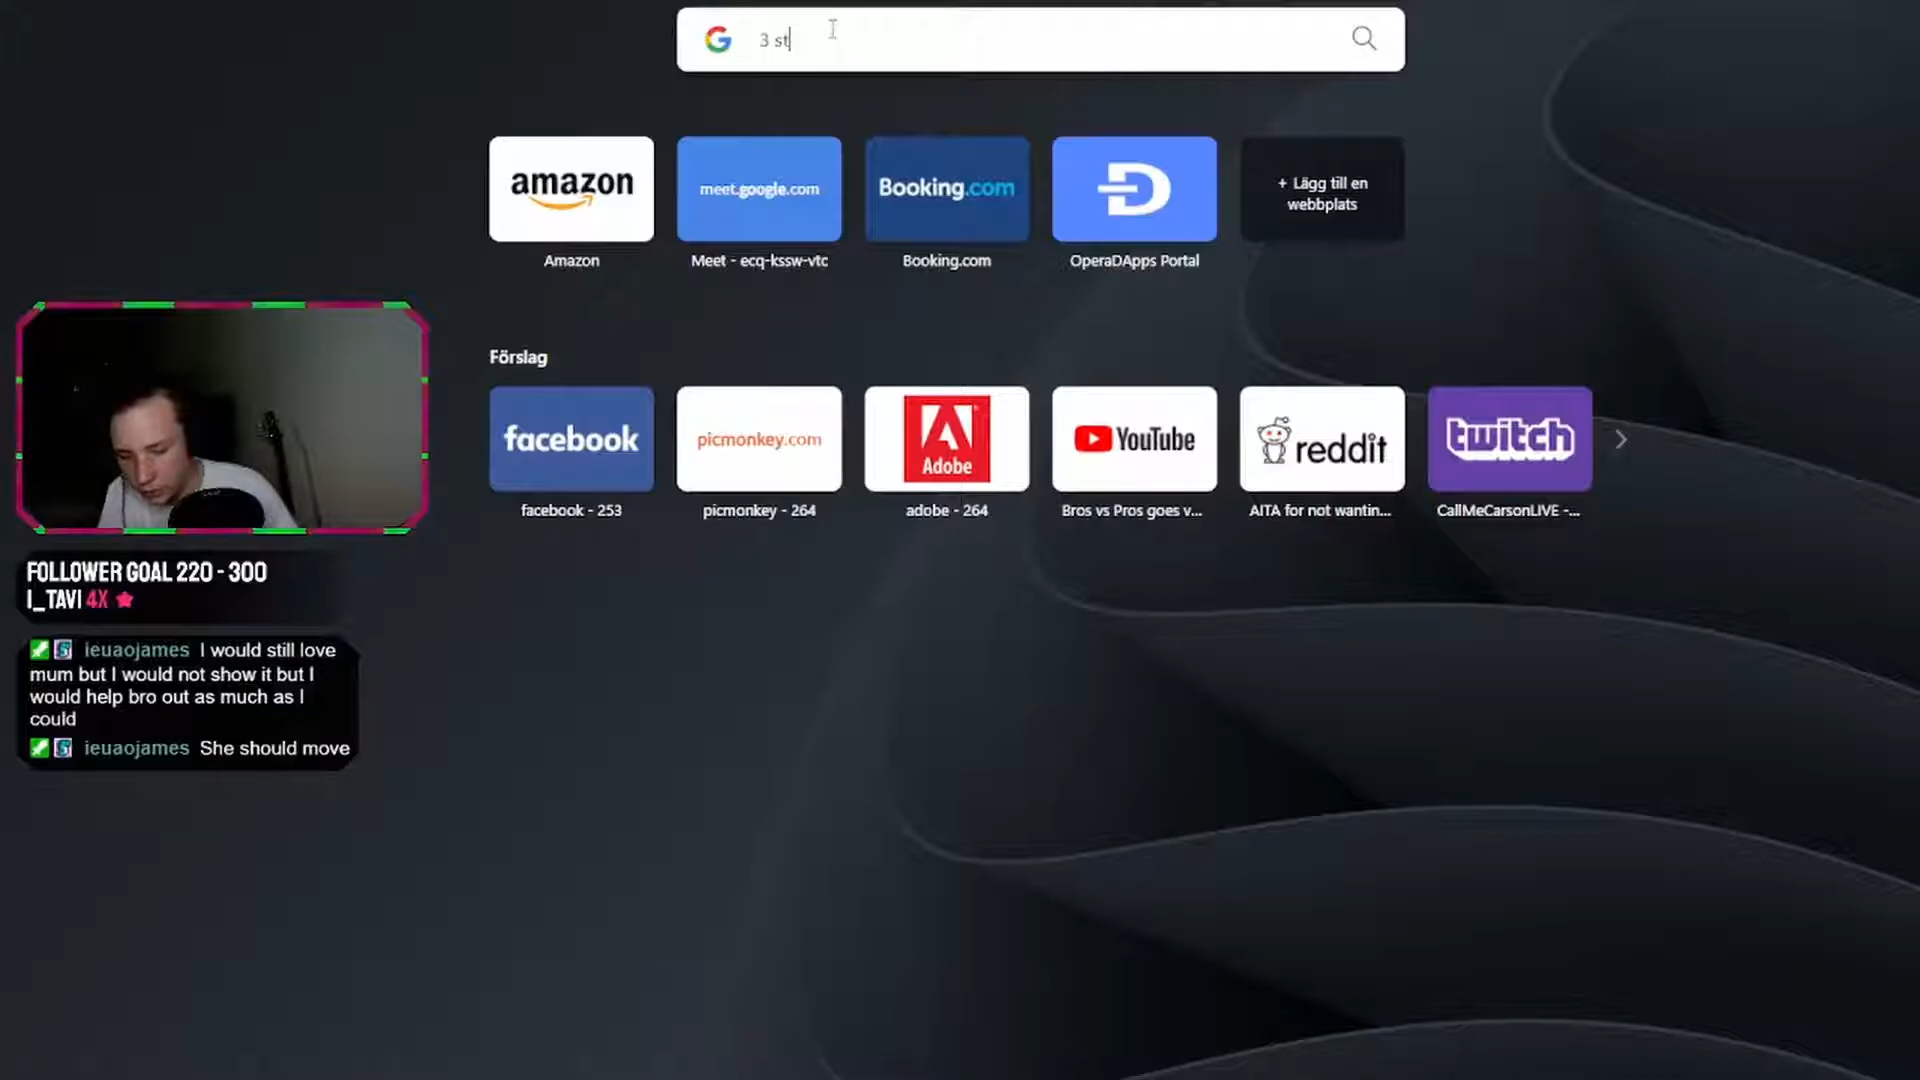 3 st
amazon
meet.google.com
Booking.com
+ Lägg till en
webbplats
Amazon
Meet - ecq-kssw-vtc
Booking.com
OperaDApps Portal
Förslag
facebook
picmonkey.com
Adobe
YouTube
reddit
twitch
facebook - 253
picmonkey - 264
adobe - 264
Bros vs Pros goes v...
AITA for not wantin...
CallMeCarsonLIVE -...
FOLLOWER GOAL 220 - 300
I_TAVI 4X
ieuaojames I would still love
mum but I would not show it but I
would help bro out as much as I
could
ieuaojames She should move